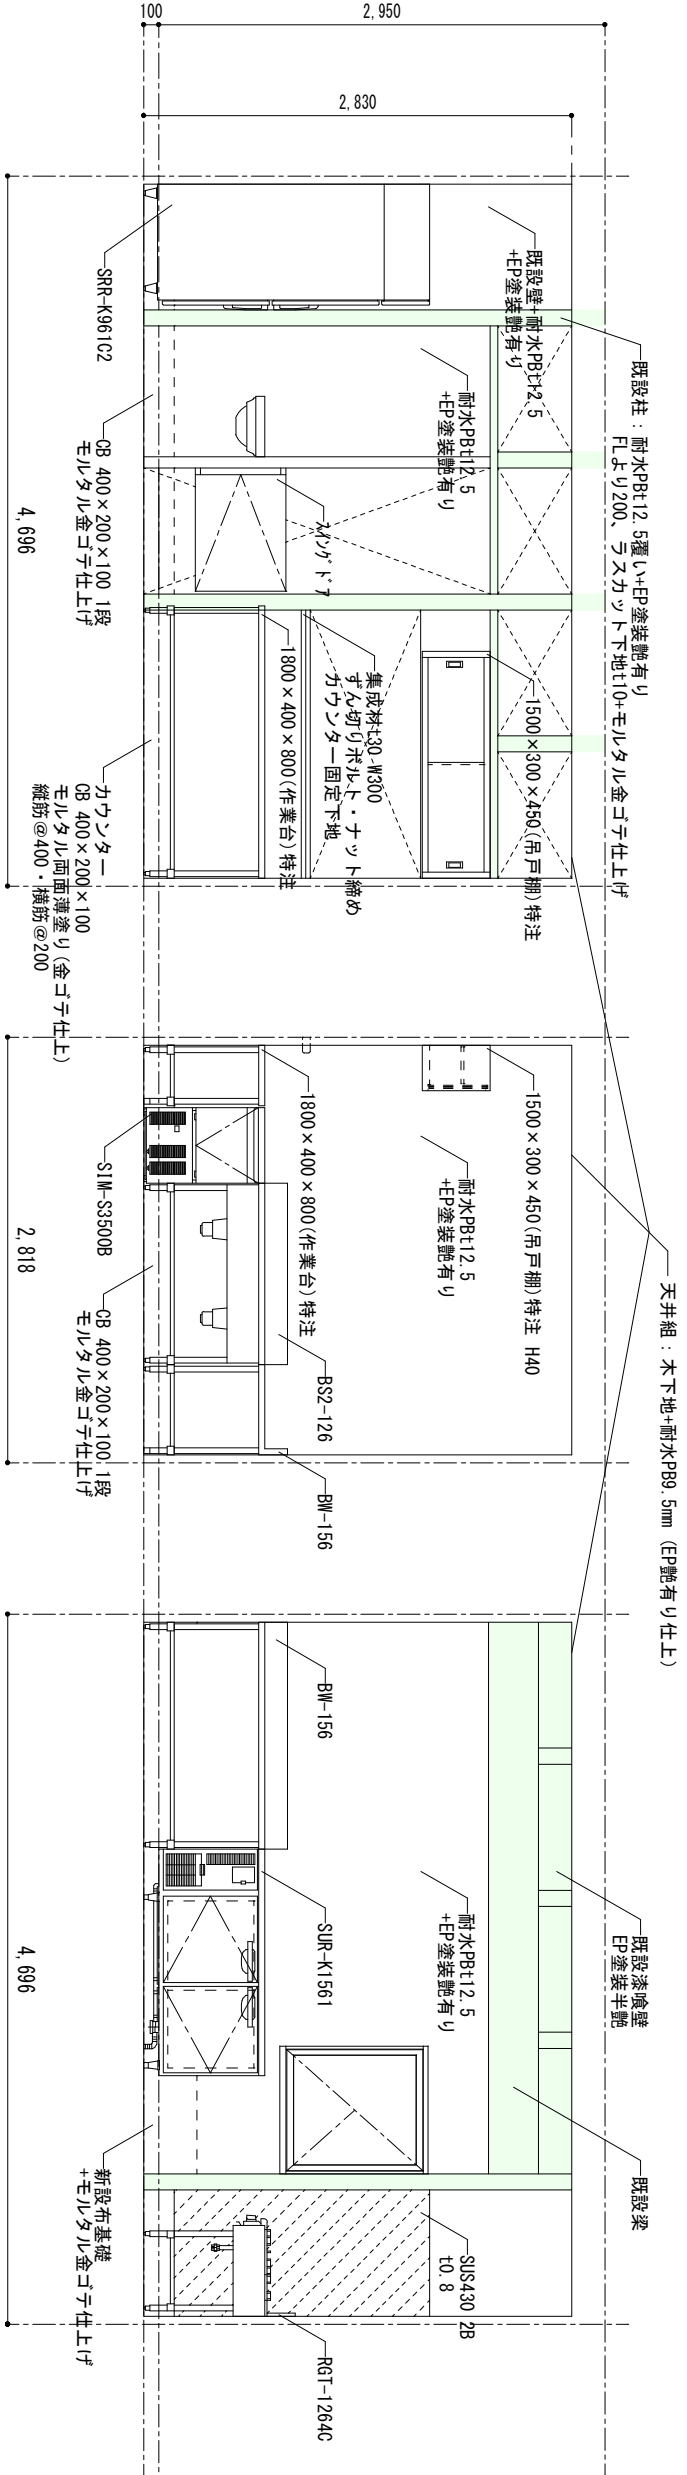 100
2,950
2,830
既設壁+耐水PBt12.5
+EP塗装艶有り
既設柱：耐水PBt12.5覆い+EP塗装艶有り
FLより200、ラスカット下地t10+モルタル金ゴテ仕上げ
耐水PBt12.5
+EP塗装艶有り
SRR-K961C2
CB 400×200×100 1段
モルタル金ゴテ仕上げ
スイングドア
1800×400×800(作業台)特注
集成材t30-W300
ずん切りボルト・ナット締め
カウンター固定下地
1500×300×450(吊戸棚)特注
カウンター
CB 400×200×100
モルタル両面薄塗り(金ゴテ仕上)
縦筋@400・横筋@200
4,696
天井組：木下地+耐水PB9.5mm (EP艶有り仕上)
1500×300×450(吊戸棚)特注 H40
耐水PBt12.5
+EP塗装艶有り
1800×400×800(作業台)特注
SIM-S3500B
BS2-126
BW-156
CB 400×200×100 1段
モルタル金ゴテ仕上げ
2,818
BW-156
SUR-K1561
耐水PBt12.5
+EP塗装艶有り
既設漆喰壁
EP塗装半艶
既設梁
SUS430 2B
t0.8
RGT-1264C
新設布基礎
+モルタル金ゴテ仕上げ
4,696